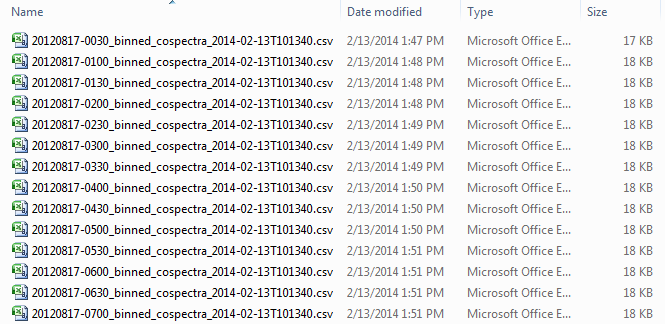 Name Date modified Type Size
20120817-0030_binned_cospectra_2014-02-13T101340.csv 2/13/2014 1:47 PM Microsoft Office E... 17 KB
20120817-0100_binned_cospectra_2014-02-13T101340.csv 2/13/2014 1:48 PM Microsoft Office E... 18 KB
20120817-0130_binned_cospectra_2014-02-13T101340.csv 2/13/2014 1:48 PM Microsoft Office E... 18 KB
20120817-0200_binned_cospectra_2014-02-13T101340.csv 2/13/2014 1:48 PM Microsoft Office E... 18 KB
20120817-0230_binned_cospectra_2014-02-13T101340.csv 2/13/2014 1:49 PM Microsoft Office E... 18 KB
20120817-0300_binned_cospectra_2014-02-13T101340.csv 2/13/2014 1:49 PM Microsoft Office E... 18 KB
20120817-0330_binned_cospectra_2014-02-13T101340.csv 2/13/2014 1:49 PM Microsoft Office E... 18 KB
20120817-0400_binned_cospectra_2014-02-13T101340.csv 2/13/2014 1:50 PM Microsoft Office E... 18 KB
20120817-0430_binned_cospectra_2014-02-13T101340.csv 2/13/2014 1:50 PM Microsoft Office E... 18 KB
20120817-0500_binned_cospectra_2014-02-13T101340.csv 2/13/2014 1:50 PM Microsoft Office E... 18 KB
20120817-0530_binned_cospectra_2014-02-13T101340.csv 2/13/2014 1:51 PM Microsoft Office E... 18 KB
20120817-0600_binned_cospectra_2014-02-13T101340.csv 2/13/2014 1:51 PM Microsoft Office E... 18 KB
20120817-0630_binned_cospectra_2014-02-13T101340.csv 2/13/2014 1:51 PM Microsoft Office E... 18 KB
20120817-0700_binned_cospectra_2014-02-13T101340.csv 2/13/2014 1:51 PM Microsoft Office E... 18 KB